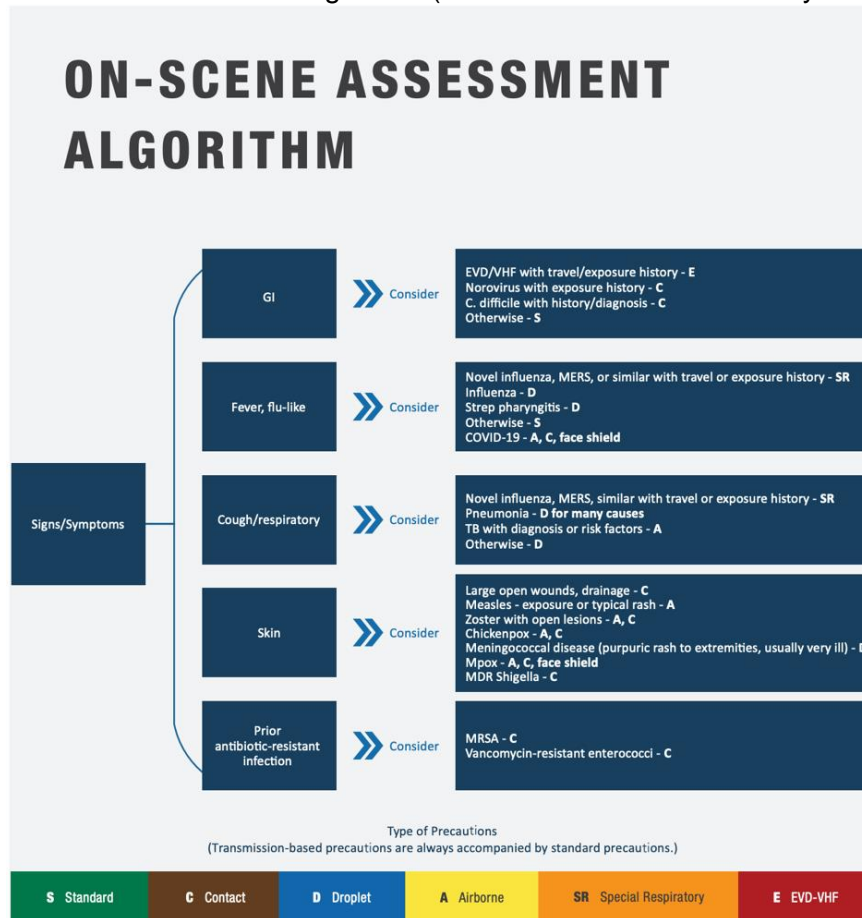 ON-SCENE ASSESSMENT
ALGORITHM
Signs/Symptoms
GI
Consider
EVD/VHF with travel/exposure history - E
Norovirus with exposure history - C
C. difficile with history/diagnosis - C
Otherwise - S
Fever, flu-like
Consider
Novel influenza, MERS, or similar with travel or exposure history - SR
Influenza - D
Strep pharyngitis - D
Otherwise - S
COVID-19 - A, C, face shield
Cough/respiratory
Consider
Novel influenza, MERS, similar with travel or exposure history - SR
Pneumonia - D for many causes
TB with diagnosis or risk factors - A
Otherwise - D
Skin
Consider
Large open wounds, drainage - C
Measles - exposure or typical rash - A
Zoster with open lesions - A, C
Chickenpox - A, C
Meningococcal disease (purpuric rash to extremities, usually very ill) -
Mpox - A, C, face shield
MDR Shigella - C
Prior
antibiotic-resistant
infection
Consider
MRSA - C
Vancomycin-resistant enterococci - C
Type of Precautions
(Transmission-based precautions are always accompanied by standard precautions.)
S Standard
C Contact
D Droplet
A Airborne
SR Special Respiratory
E EVD-VHF